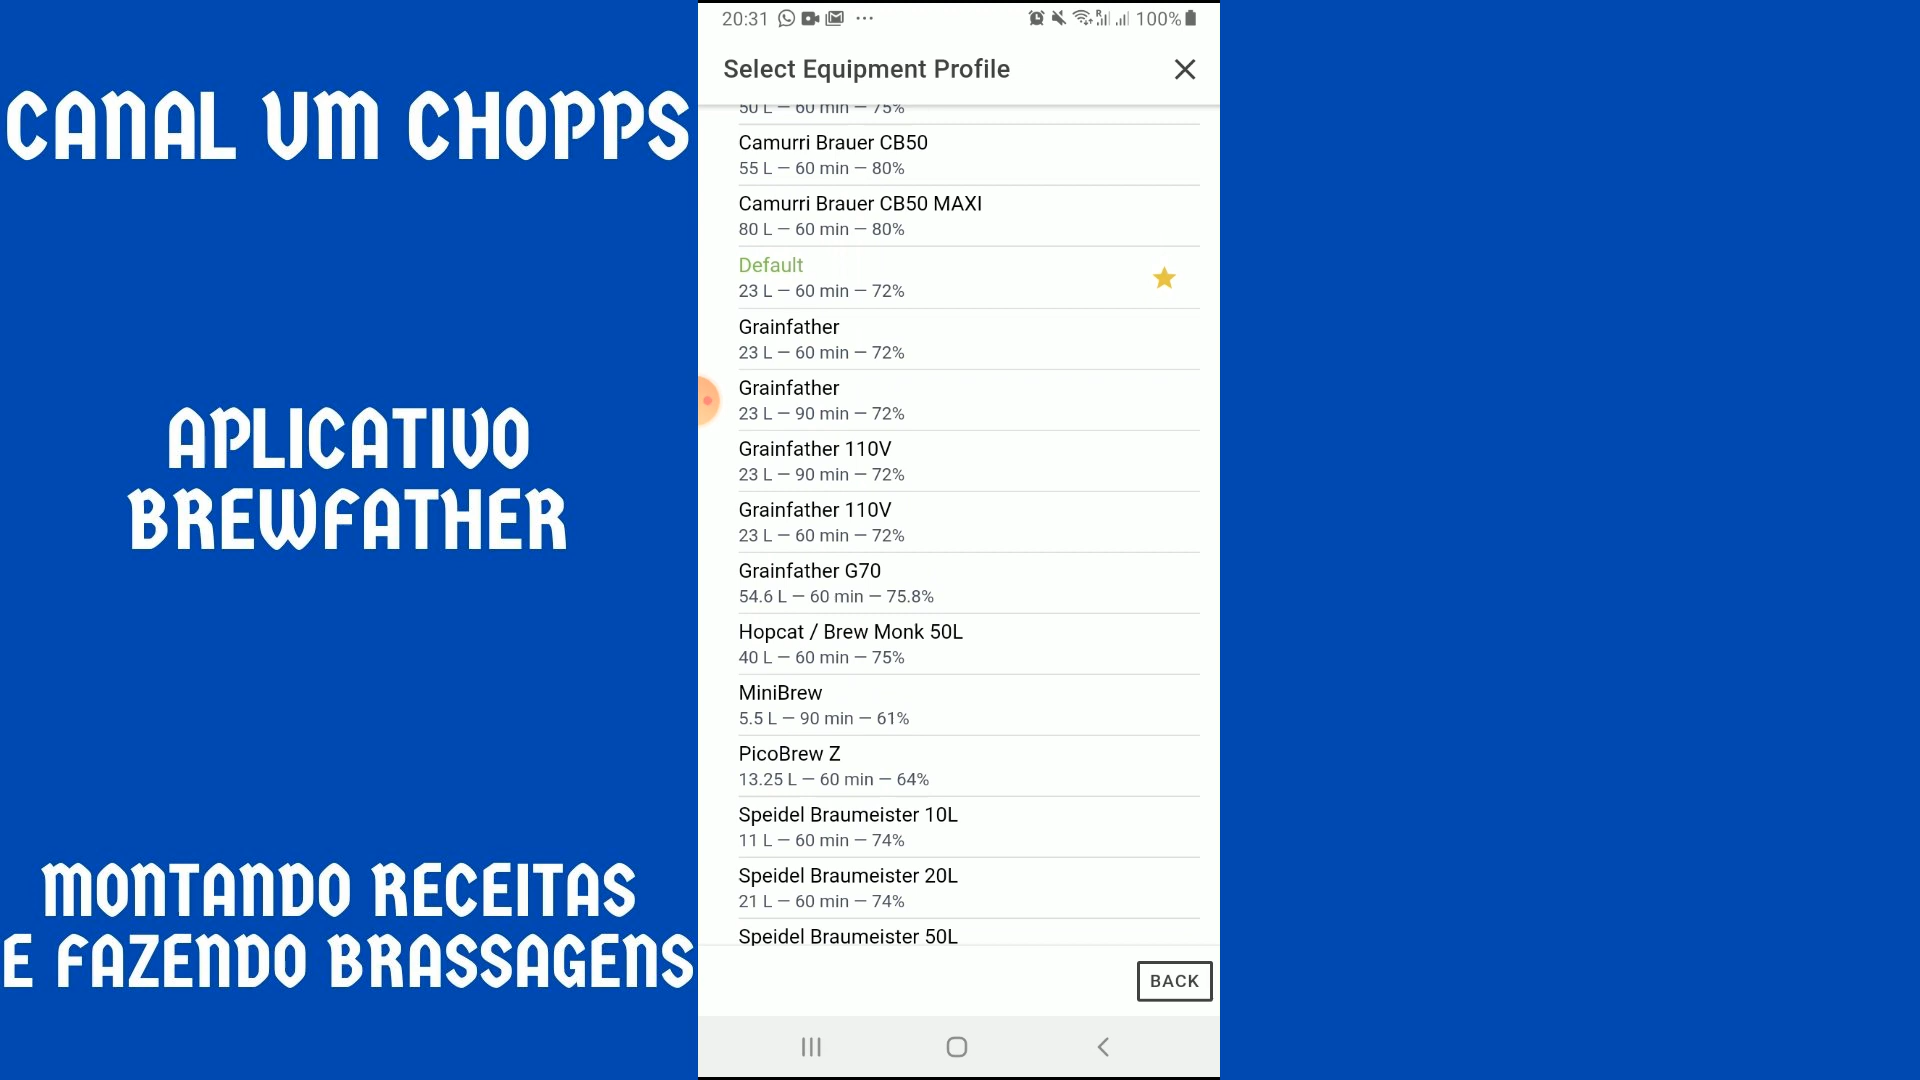 CANAL UM CHOPPS
APLICATIVO
BREWFATHER
MONTANDO RECEITAS
E FAZENDO BRASSAGENS
20:31 100%
Select Equipment Profile
50 L — 60 min — 75%
Camurri Brauer CB50
55 L — 60 min — 80%
Camurri Brauer CB50 MAXI
80 L — 60 min — 80%
Default
23 L — 60 min — 72%
Grainfather
23 L — 60 min — 72%
Grainfather
23 L — 90 min — 72%
Grainfather 110V
23 L — 90 min — 72%
Grainfather 110V
23 L — 60 min — 72%
Grainfather G70
54.6 L — 60 min — 75.8%
Hopcat / Brew Monk 50L
40 L — 60 min — 75%
MiniBrew
5.5 L — 90 min — 61%
PicoBrew Z
13.25 L — 60 min — 64%
Speidel Braumeister 10L
11 L — 60 min — 74%
Speidel Braumeister 20L
21 L — 60 min — 74%
Speidel Braumeister 50L
BACK